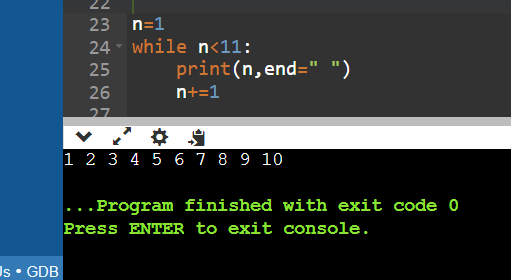 22
23 n=1
24 while n<11:
25     print(n,end=" ")
26     n+=1
27
1 2 3 4 5 6 7 8 9 10
...Program finished with exit code 0
Press ENTER to exit console.
Us • GDB